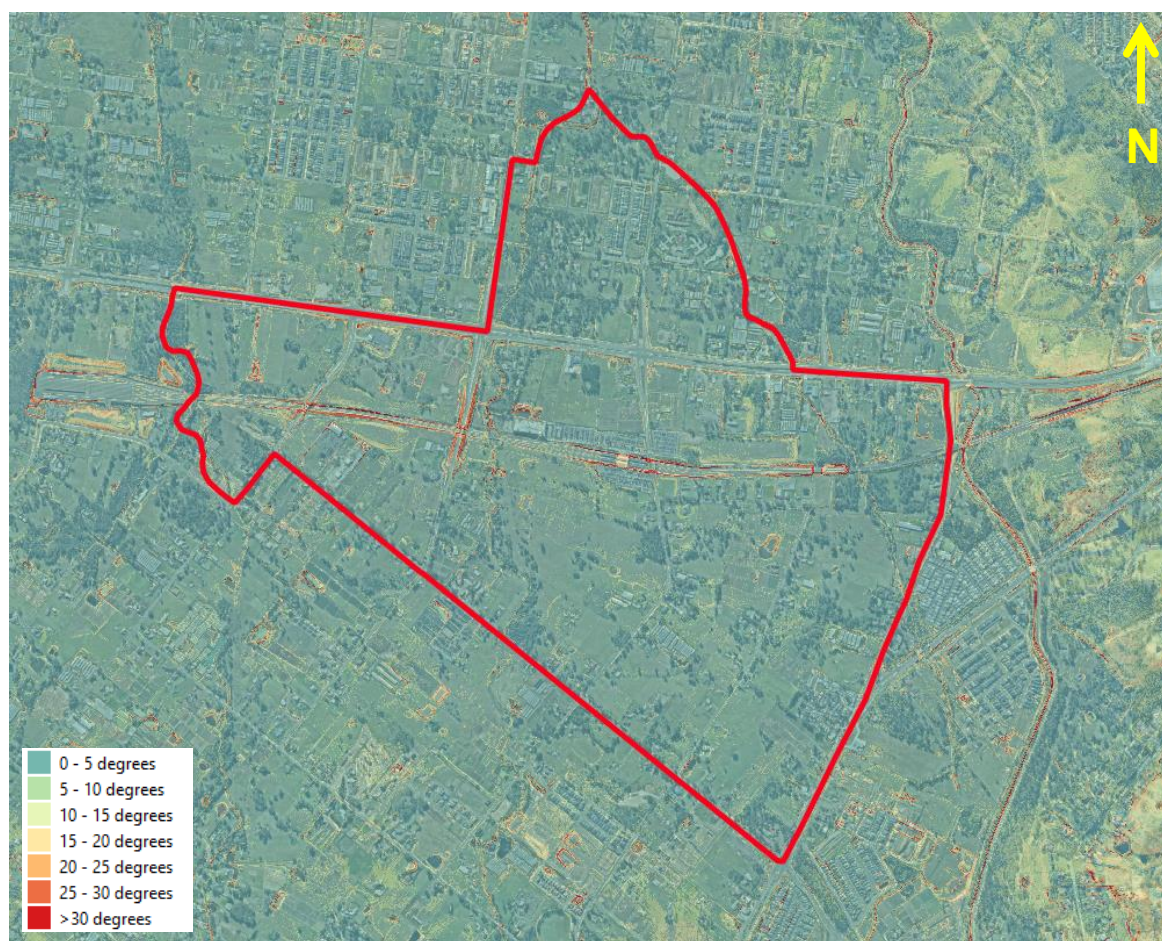 N
0 - 5 degrees
5 - 10 degrees
10 - 15 degrees
15 - 20 degrees
20 - 25 degrees
25 - 30 degrees
>30 degrees